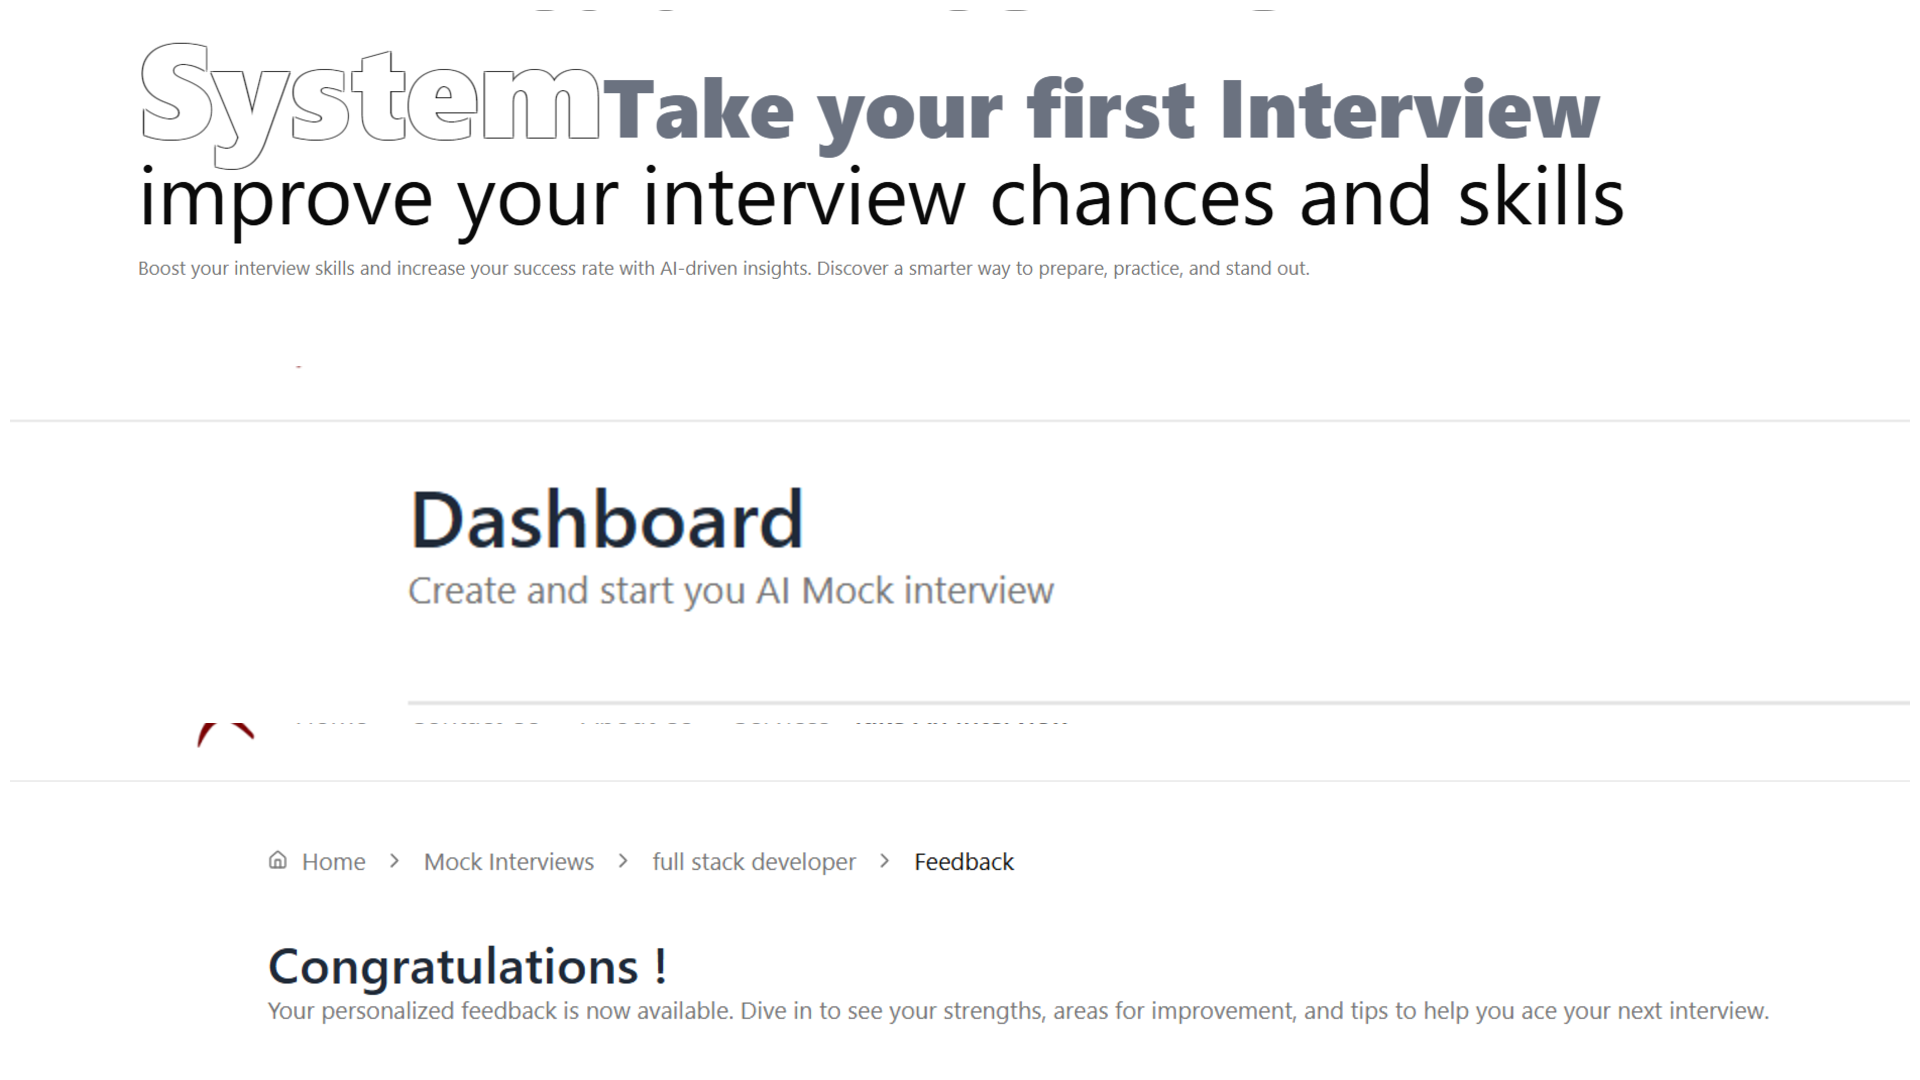 SystemTake your first Interview
improve your interview chances and skills
Boost your interview skills and increase your success rate with AI-driven insights. Discover a smarter way to prepare, practice, and stand out.
Dashboard
Create and start you AI Mock interview
Home > Mock Interviews > full stack developer > Feedback
Congratulations !
Your personalized feedback is now available. Dive in to see your strengths, areas for improvement, and tips to help you ace your next interview.